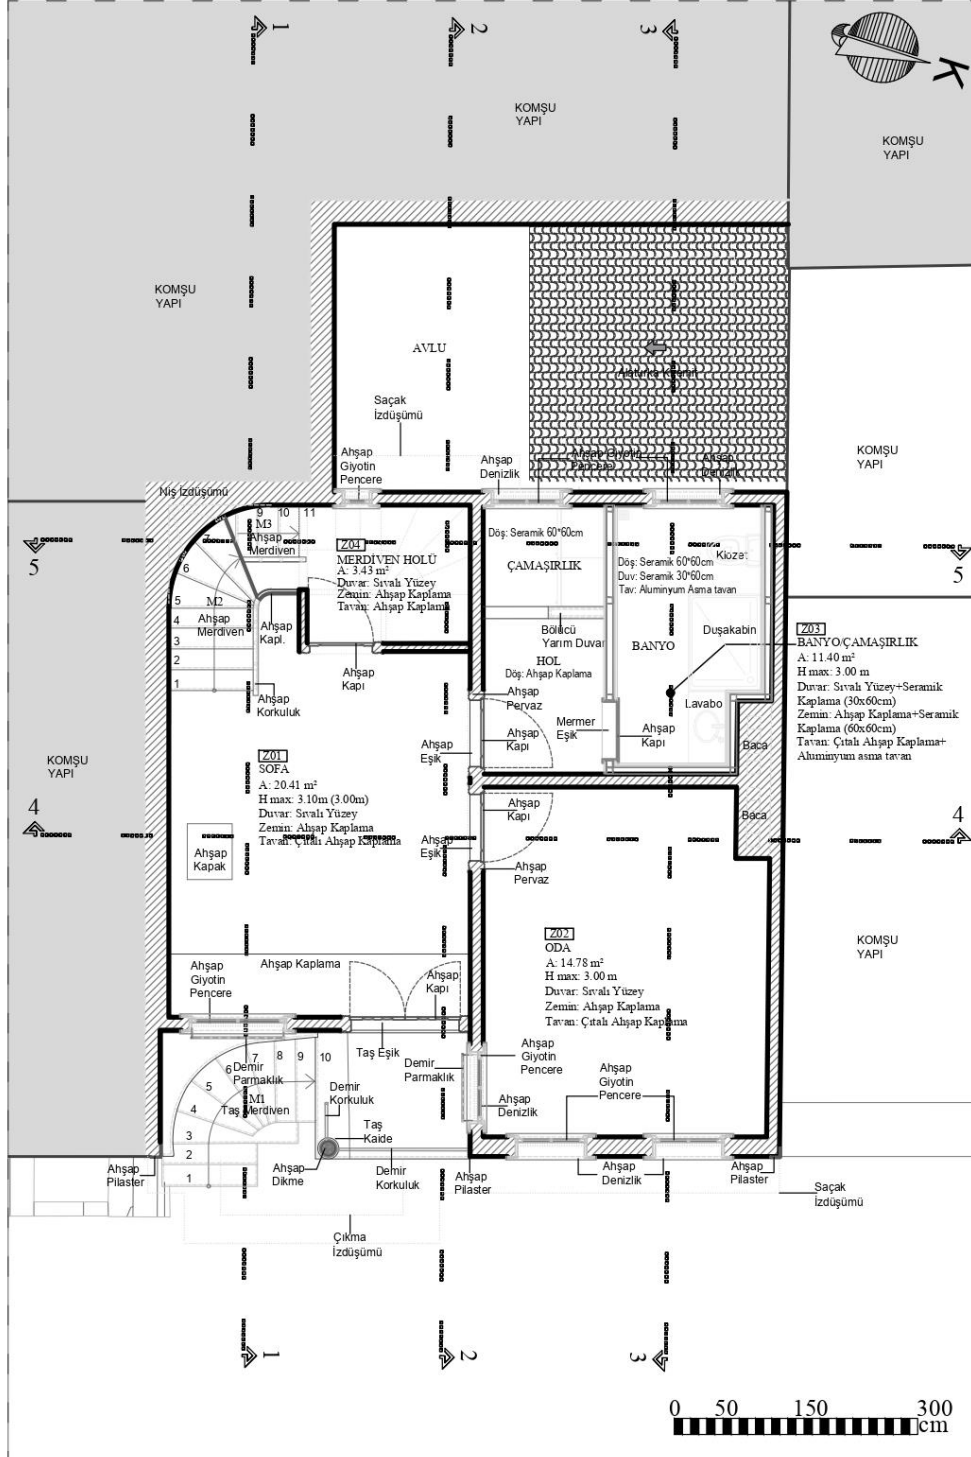 1
2
3
K
KOMŞU
YAPI
KOMŞU
YAPI
KOMŞU
YAPI
AVLU
Alaturka Kiremit
Saçak
İzdüşümü
KOMŞU
YAPI
Ahşap
Giyotin
Pencere
Ahşap
Denizlik
Ahşap Giyotin
Pencere
Ahşap
Denizlik
Niş İzdüşümü
9 10 11
M3
Ahşap
Merdiven
7
6
5
4
3
2
1
M2
Ahşap
Merdiven
Z04
MERDİVEN HOLÜ
A: 3.43 m²
Duvar: Sıvalı Yüzey
Zemin: Ahşap Kaplama
Tavan: Ahşap Kaplama
Döş: Seramik 60*60cm
ÇAMAŞIRLIK
Klozet
Döş: Seramik 60*60cm
Duv: Seramik 30*60cm
Tav: Aluminyum Asma tavan
5
5
Ahşap
Kapl.
Ahşap
Kapı
Ahşap
Korkuluk
Bölücü
Yarım Duvar
HOL
Döş: Ahşap Kaplama
BANYO
Duşakabin
Lavabo
Z03
BANYO/ÇAMAŞIRLIK
A: 11.40 m²
H max: 3.00 m
Duvar: Sıvalı Yüzey+Seramik
Kaplama (30x60cm)
Zemin: Ahşap Kaplama+Seramik
Kaplama (60x60cm)
Tavan: Çıtalı Ahşap Kaplama+
Aluminyum asma tavan
Ahşap
Pervaz
Ahşap
Kapı
Mermer
Eşik
Ahşap
Kapı
Baca
Ahşap
Eşik
KOMŞU
YAPI
Z01
SOFA
A: 20.41 m²
H max: 3.10m (3.00m)
Duvar: Sıvalı Yüzey
Zemin: Ahşap Kaplama
Tavan: Çıtalı Ahşap Kaplama
4
4
Ahşap
Kapı
Baca
Ahşap
Eşik
Ahşap
Kapak
Ahşap
Pervaz
Z02
ODA
A: 14.78 m²
H max: 3.00 m
Duvar: Sıvalı Yüzey
Zemin: Ahşap Kaplama
Tavan: Çıtalı Ahşap Kaplama
KOMŞU
YAPI
Ahşap
Giyotin
Pencere
Ahşap Kaplama
Ahşap
Kapı
Taş Eşik
Demir
Parmaklık
Ahşap
Giyotin
Pencere
Ahşap
Giyotin
Pencere
Ahşap
Denizlik
Demir
Parmaklık
10
9
8
7
6
5
4
3
2
1
M1
Taş Merdiven
Demir
Korkuluk
Taş
Kaide
Ahşap
Pilaster
Ahşap
Dikme
Demir
Korkuluk
Ahşap
Pilaster
Ahşap
Denizlik
Ahşap
Pilaster
Saçak
İzdüşümü
Çıkma
İzdüşümü
1
2
3
0 50 150 300
cm